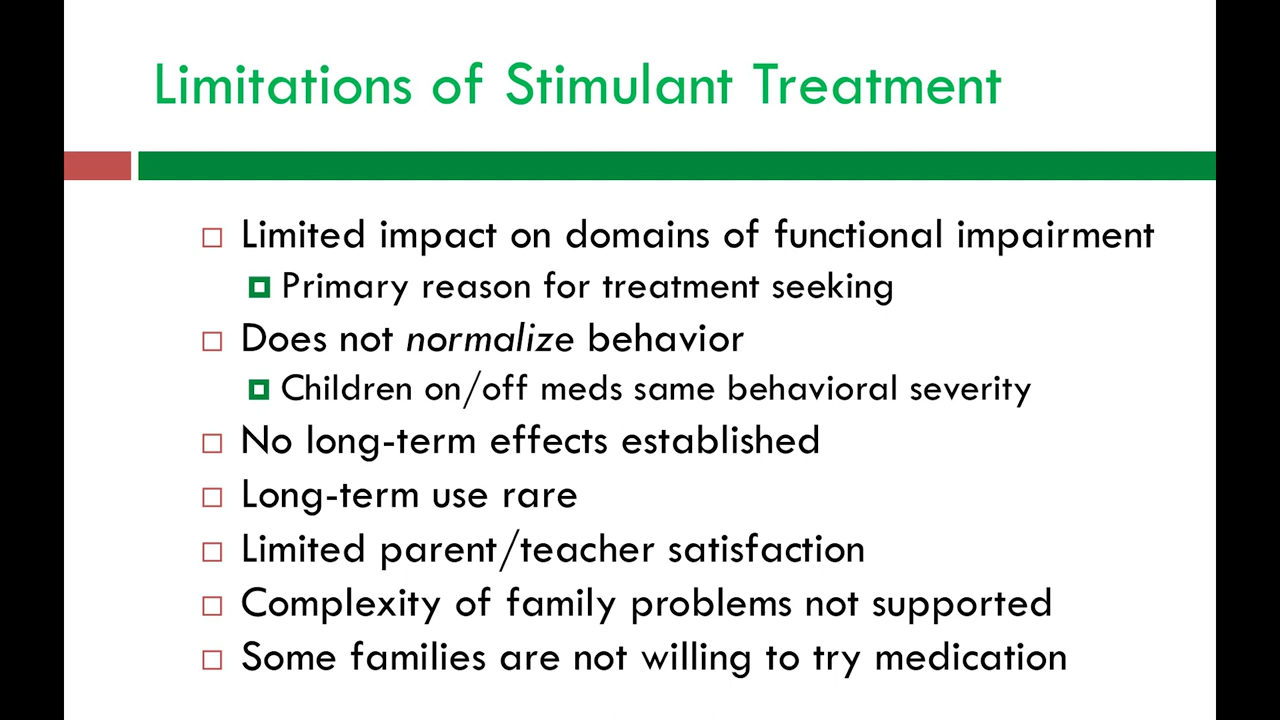 Limitations of Stimulant Treatment
Limited impact on domains of functional impairment
Primary reason for treatment seeking
Does not normalize behavior
Children on/off meds same behavioral severity
No long-term effects established
Long-term use rare
Limited parent/teacher satisfaction
Complexity of family problems not supported
Some families are not willing to try medication